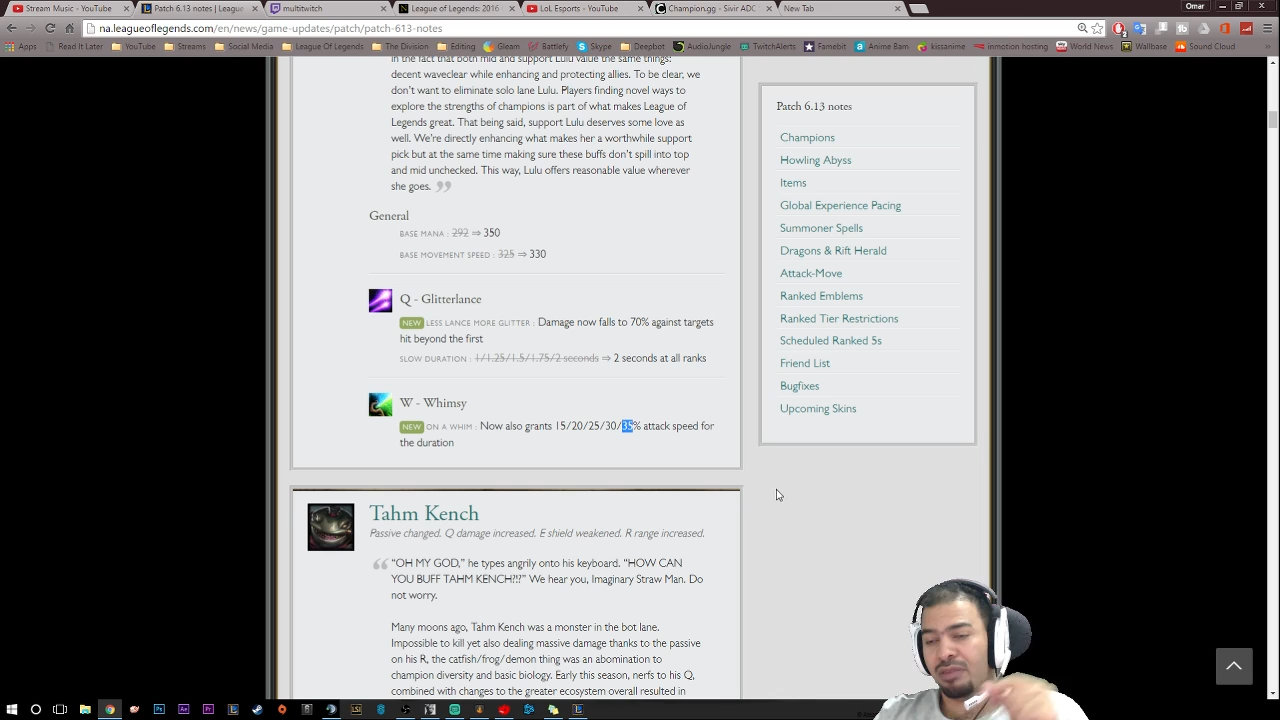 Stream Music - YouTube
Patch 6.13 notes | League
multitwitch
League of Legends: 2016
LoL Esports - YouTube
Champion.gg - Sivir ADC
New Tab
Omar
na.leagueoflegends.com/en/news/game-updates/patch/patch-613-notes
Apps
Read It Later
YouTube
Streams
Social Media
League Of Legends
The Division
Editing
Gleam
Battlefy
Skype
Deepbot
AudioJungle
TwitchAlerts
Famebit
Anime Bam
kissanime
inmotion hosting
World News
Wallbase
Sound Cloud
in the fact that both mid and support Lulu value the same things:
decent waveclear while enhancing and protecting allies. To be clear, we
don't want to eliminate solo lane Lulu. Players finding novel ways to
explore the strengths of champions is part of what makes League of
Legends great. That being said, support Lulu deserves some love as
well. We're directly enhancing what makes her a worthwhile support
pick but at the same time making sure these buffs don't spill into top
and mid unchecked. This way, Lulu offers reasonable value wherever
she goes. ”
General
BASE MANA : 292 ⇒ 350
BASE MOVEMENT SPEED : 325 ⇒ 330
Q - Glitterlance
NEW LESS LANCE MORE GLITTER : Damage now falls to 70% against targets
hit beyond the first
SLOW DURATION : 1/1.25/1.5/1.75/2 seconds ⇒ 2 seconds at all ranks
W - Whimsy
NEW ON A WHIM : Now also grants 15/20/25/30/35% attack speed for
the duration
Tahm Kench
Passive changed. Q damage increased. E shield weakened. R range increased.
“ “OH MY GOD,” he types angrily onto his keyboard. “HOW CAN
YOU BUFF TAHM KENCH?!?” We hear you, Imaginary Straw Man. Do
not worry.
Many moons ago, Tahm Kench was a monster in the bot lane.
Impossible to kill yet also dealing massive damage thanks to the passive
on his R, the catfish/frog/demon thing was an abomination to
champion diversity and basic biology. Early this season, nerfs to his Q,
combined with changes to the greater ecosystem overall resulted in
Patch 6.13 notes
Champions
Howling Abyss
Items
Global Experience Pacing
Summoner Spells
Dragons & Rift Herald
Attack-Move
Ranked Emblems
Ranked Tier Restrictions
Scheduled Ranked 5s
Friend List
Bugfixes
Upcoming Skins